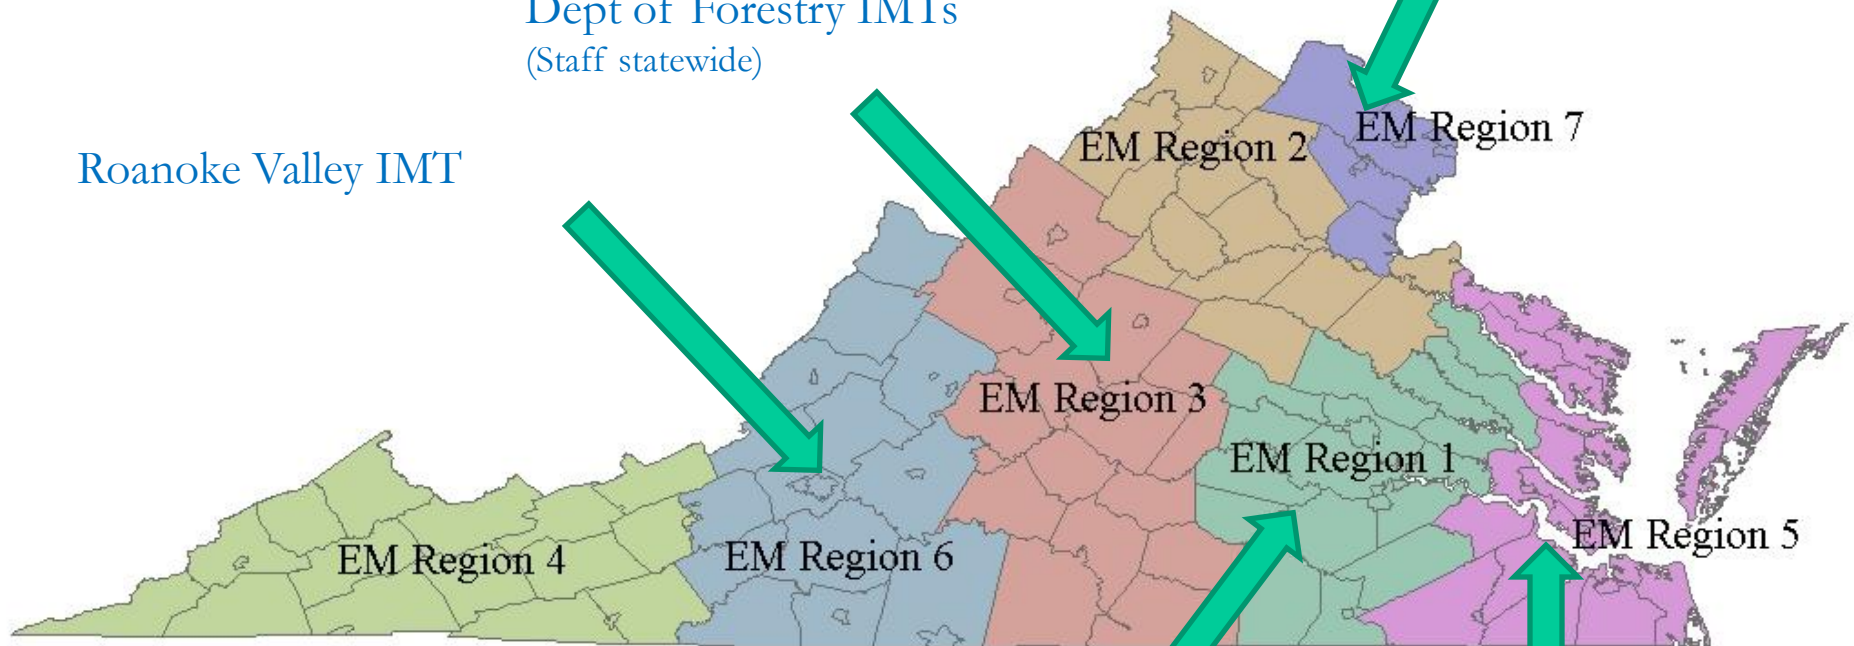 Dept of Forestry IMTs
(Staff statewide)
Roanoke Valley IMT
EM Region 7
EM Region 2
EM Region 3
EM Region 1
EM Region 5
EM Region 4
EM Region 6